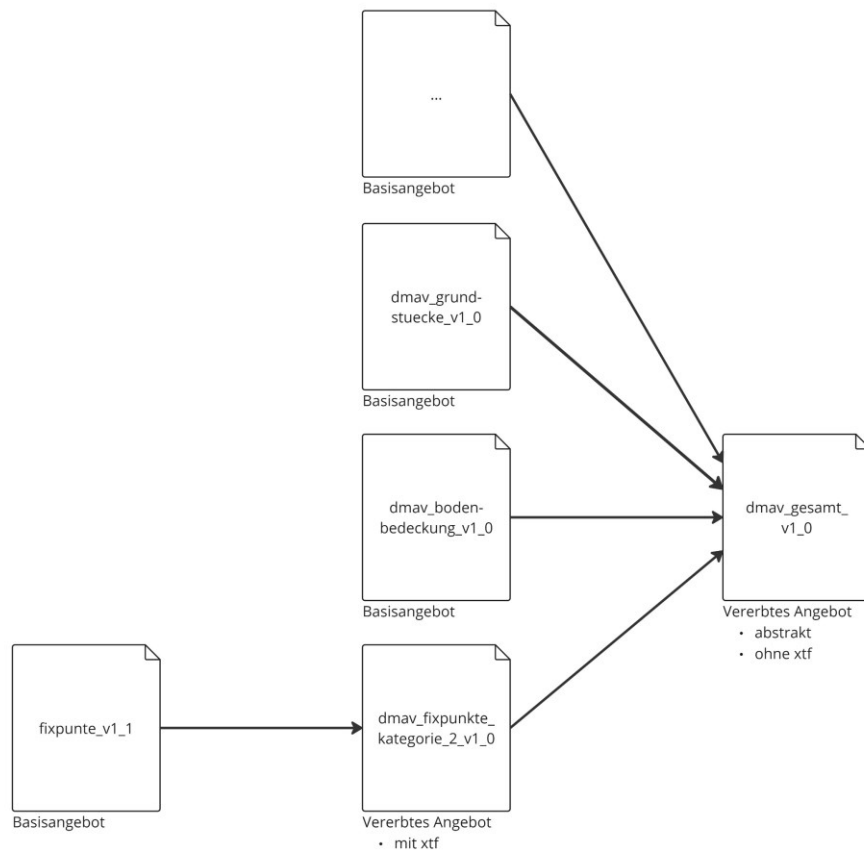 ...
Basisangebot
dmav_grund-
stuecke_v1_0
Basisangebot
dmav_boden-
bedeckung_v1_0
Basisangebot
dmav_gesamt_
v1_0
Vererbtes Angebot
• abstrakt
• ohne xtf
fixpunte_v1_1
Basisangebot
dmav_fixpunkte_
kategorie_2_v1_0
Vererbtes Angebot
• mit xtf